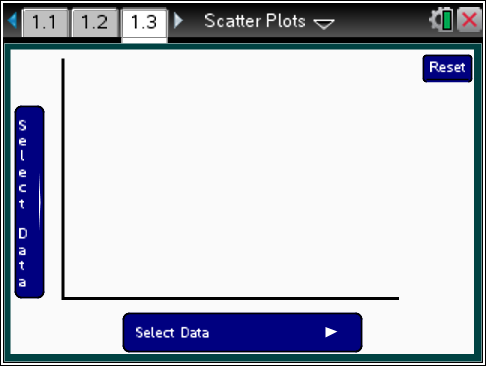 1.1 1.2 1.3 Scatter Plots
Reset
Select Data
Select Data